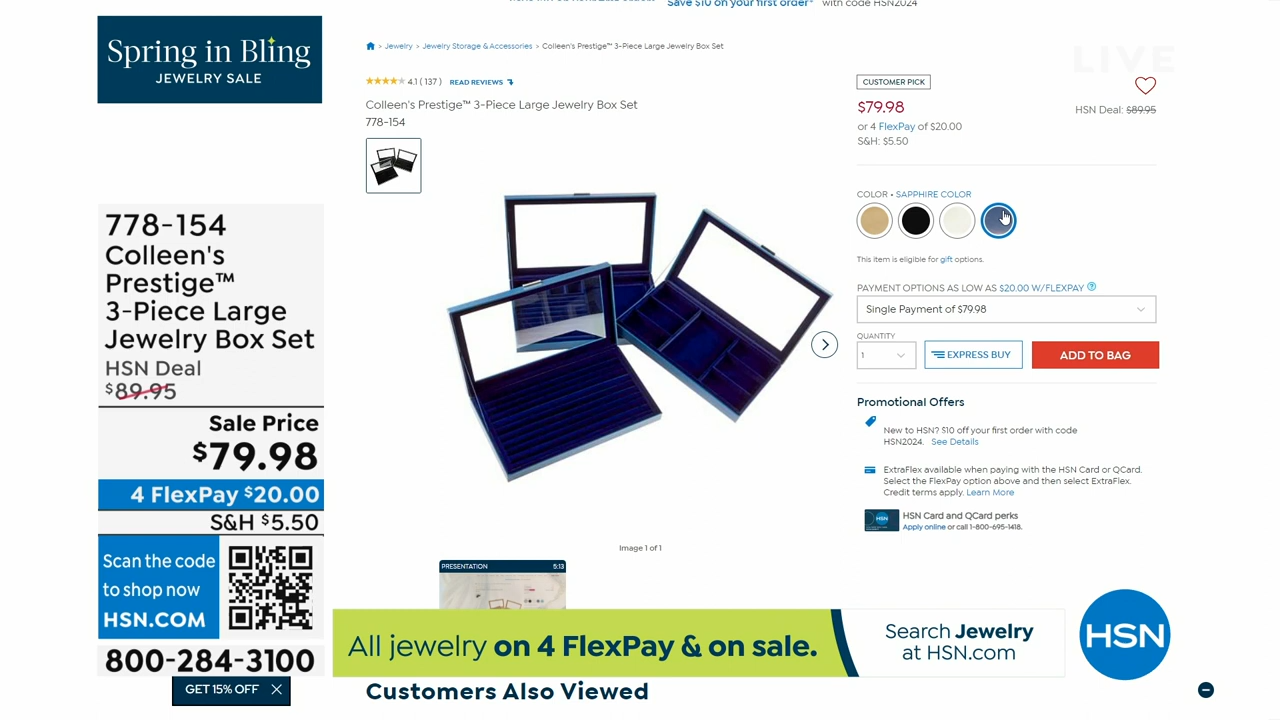 Save $10 on your first order* with code HSN2024
Spring in Bling
JEWELRY SALE
LIVE
> Jewelry > Jewelry Storage & Accessories > Colleen's Prestige™ 3-Piece Large Jewelry Box Set
4.1 ( 137 ) READ REVIEWS
Colleen's Prestige™ 3-Piece Large Jewelry Box Set
778-154
CUSTOMER PICK
$79.98
HSN Deal: $89.95
or 4 FlexPay of $20.00
S&H: $5.50
COLOR • SAPPHIRE COLOR
This item is eligible for gift options.
PAYMENT OPTIONS AS LOW AS $20.00 W/FLEXPAY ?
Single Payment of $79.98
QUANTITY
1
EXPRESS BUY
ADD TO BAG
Promotional Offers
New to HSN? $10 off your first order with code
HSN2024. See Details
ExtraFlex available when paying with the HSN Card or QCard.
Select the FlexPay option above and then select ExtraFlex.
Credit terms apply. Learn More
HSN
HSN Card and QCard perks
Apply online or call 1-800-695-1418.
Image 1 of 1
PRESENTATION 5:13
778-154
Colleen's
Prestige™
3-Piece Large
Jewelry Box Set
HSN Deal
$89.95
Sale Price
$79.98
4 FlexPay $20.00
S&H $5.50
Scan the code
to shop now
HSN.COM
800-284-3100
GET 15% OFF
All jewelry on 4 FlexPay & on sale.
Search Jewelry
at HSN.com
HSN
Customers Also Viewed